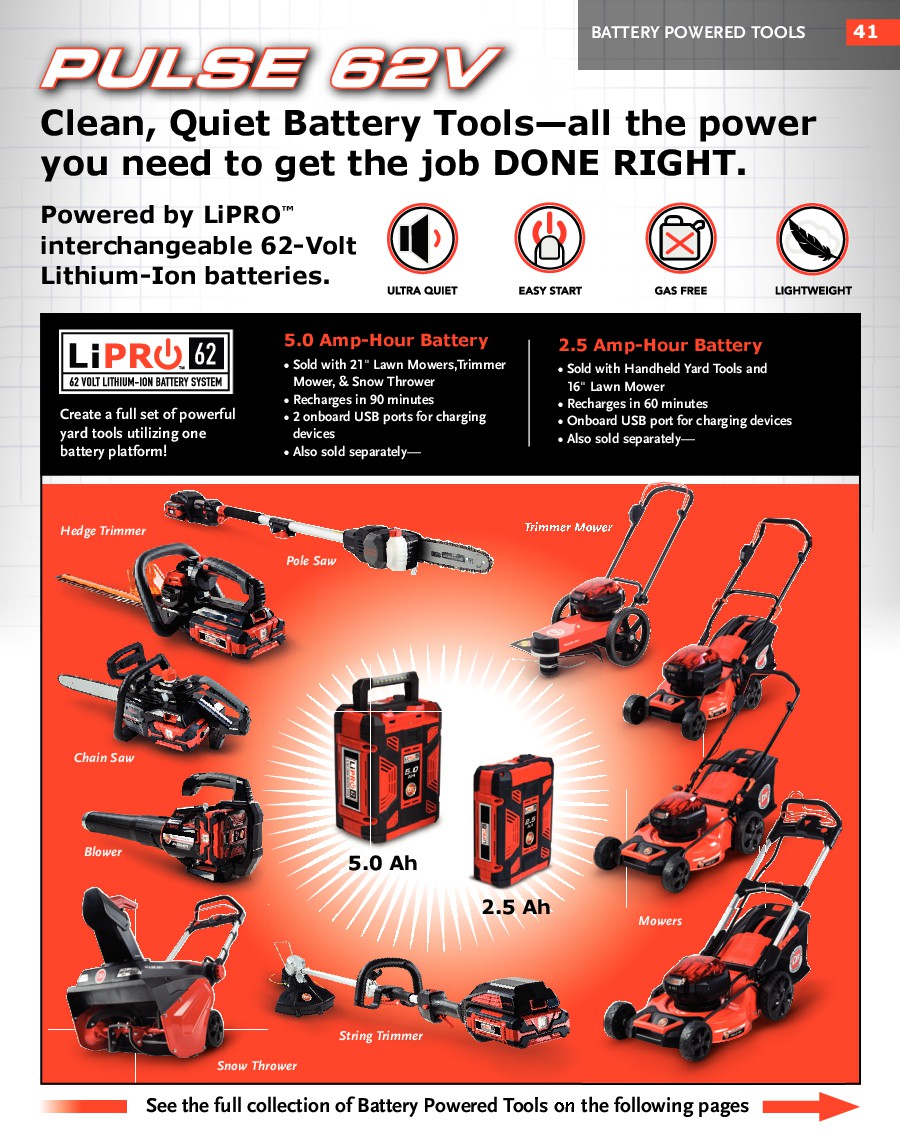 BATTERY POWERED TOOLS 41
PULSE 62V
Clean, Quiet Battery Tools—all the power
you need to get the job DONE RIGHT.
Powered by LiPRO™
interchangeable 62-Volt
Lithium-Ion batteries.
ULTRA QUIET
EASY START
GAS FREE
LIGHTWEIGHT
LiPRO™ 62
62 VOLT LITHIUM-ION BATTERY SYSTEM
Create a full set of powerful
yard tools utilizing one
battery platform!
5.0 Amp-Hour Battery
• Sold with 21" Lawn Mowers,Trimmer
Mower, & Snow Thrower
• Recharges in 90 minutes
• 2 onboard USB ports for charging
devices
• Also sold separately—
2.5 Amp-Hour Battery
• Sold with Handheld Yard Tools and
16" Lawn Mower
• Recharges in 60 minutes
• Onboard USB port for charging devices
• Also sold separately—
Hedge Trimmer
Pole Saw
Trimmer Mower
Chain Saw
Blower
LiPRO 62
5.0
5.0 Ah
2.5
2.5 Ah
Mowers
String Trimmer
Snow Thrower
See the full collection of Battery Powered Tools on the following pages